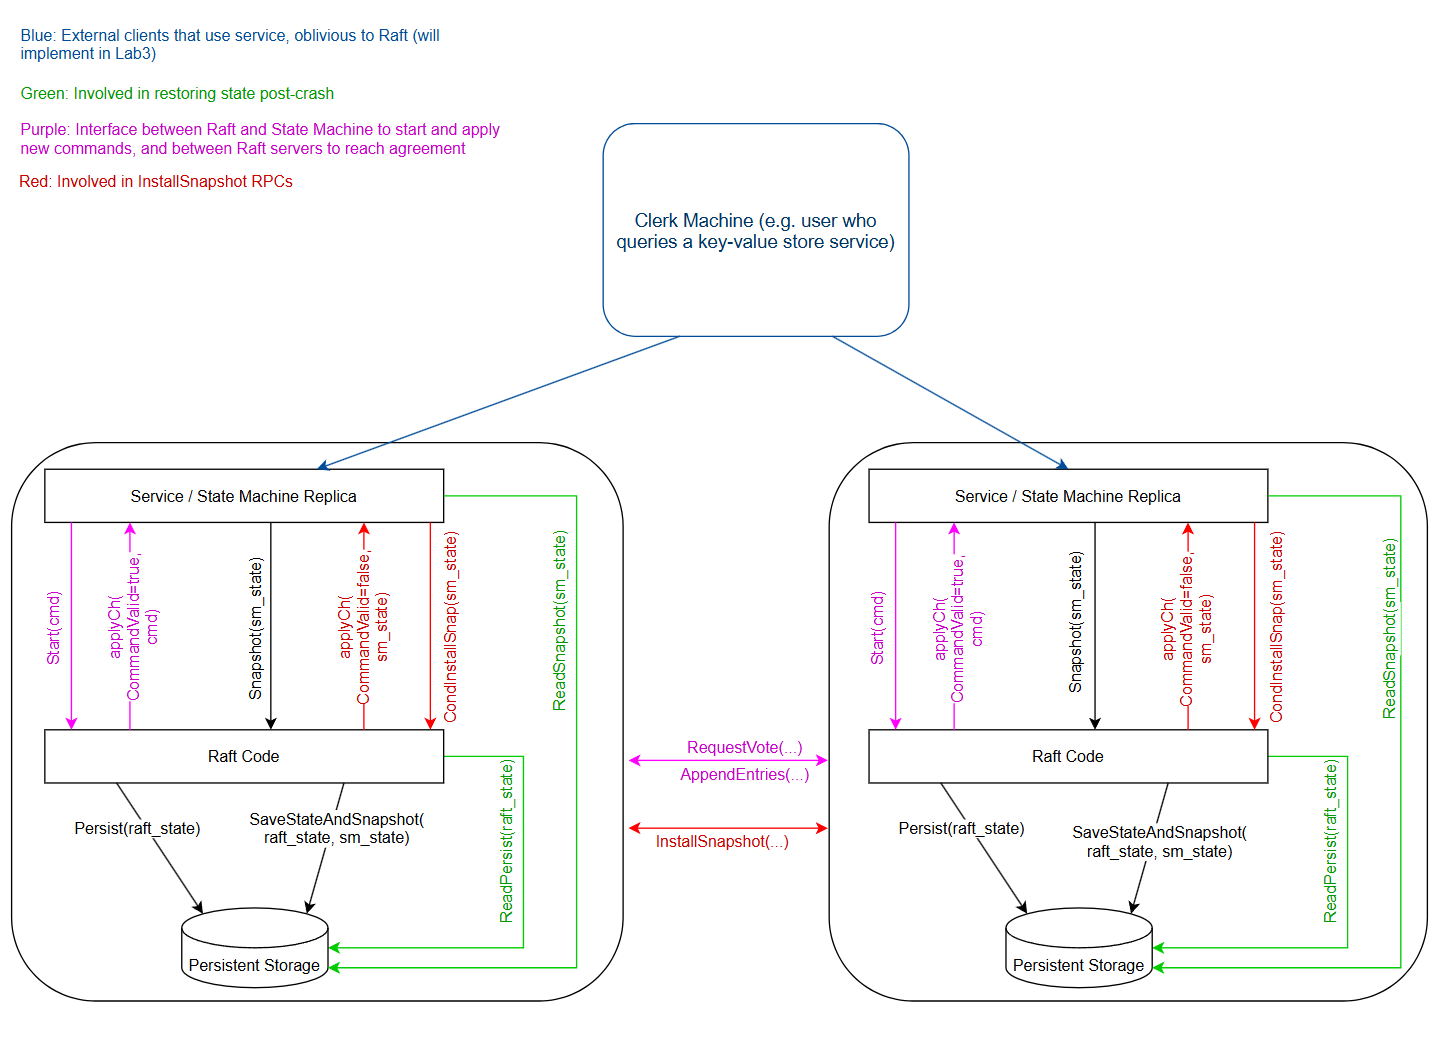 Blue: External clients that use service, oblivious to Raft (will
implement in Lab3)
Green: Involved in restoring state post-crash
Purple: Interface between Raft and State Machine to start and apply
new commands, and between Raft servers to reach agreement
Red: Involved in InstallSnapshot RPCs
Clerk Machine (e.g. user who
queries a key-value store service)
Service / State Machine Replica
Start(cmd)
applyCh(
CommandValid=true,
cmd)
Snapshot(sm_state)
applyCh(
CommandValid=false,
sm_state)
CondInstallSnap(sm_state)
ReadSnapshot(sm_state)
Raft Code
Persist(raft_state)
SaveStateAndSnapshot(
raft_state, sm_state)
ReadPersist(raft_state)
Persistent Storage
RequestVote(...)
AppendEntries(...)
InstallSnapshot(...)
Service / State Machine Replica
Start(cmd)
applyCh(
CommandValid=true,
cmd)
Snapshot(sm_state)
applyCh(
CommandValid=false,
sm_state)
CondInstallSnap(sm_state)
ReadSnapshot(sm_state)
Raft Code
Persist(raft_state)
SaveStateAndSnapshot(
raft_state, sm_state)
ReadPersist(raft_state)
Persistent Storage